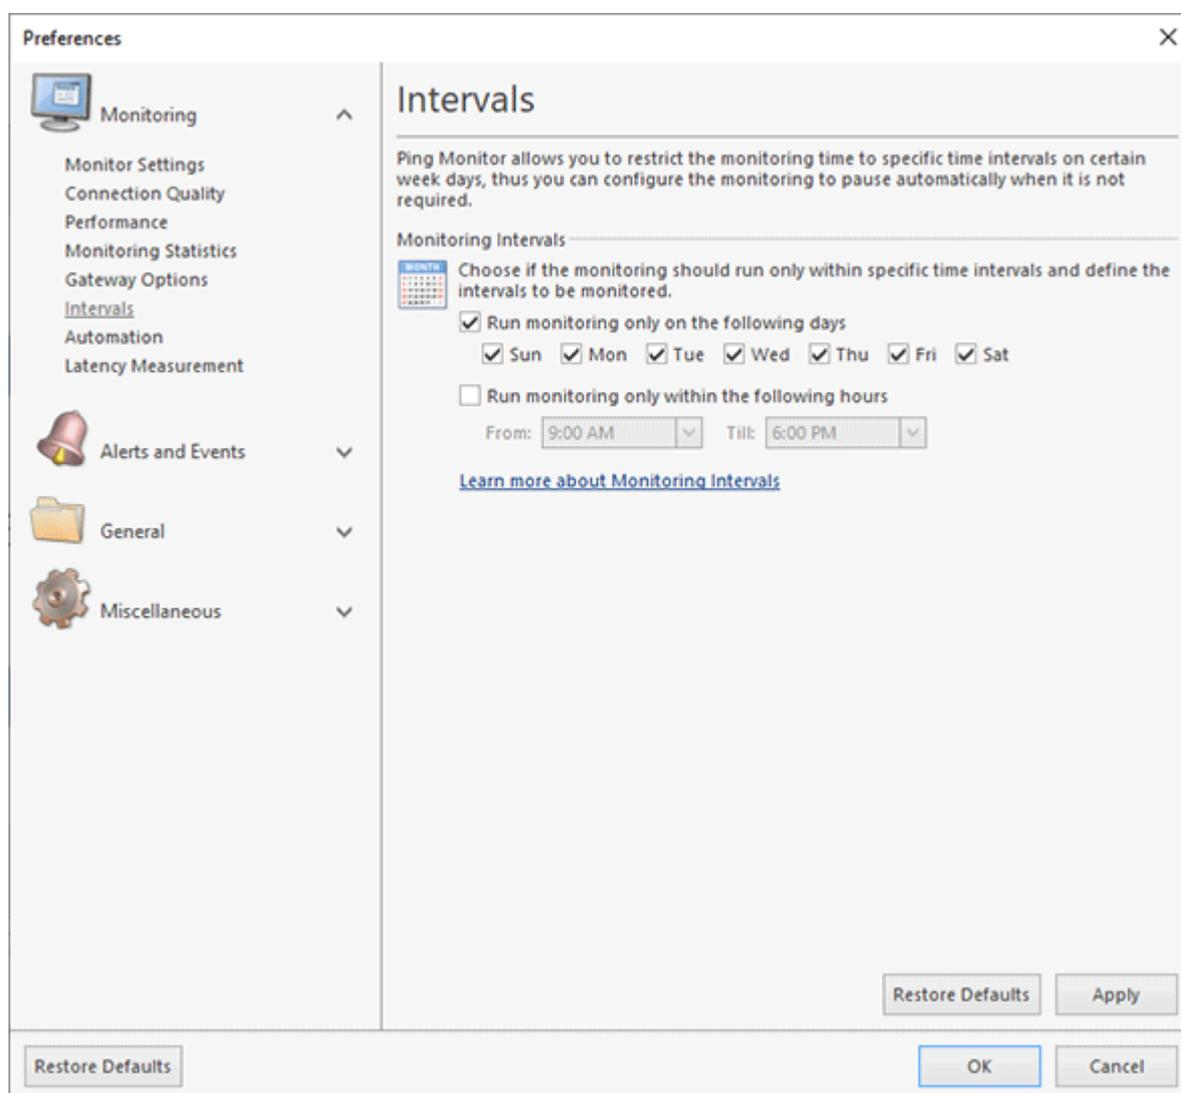 Preferences
Monitoring
Monitor Settings
Connection Quality
Performance
Monitoring Statistics
Gateway Options
Intervals
Automation
Latency Measurement
Alerts and Events
General
Miscellaneous
Intervals
Ping Monitor allows you to restrict the monitoring time to specific time intervals on certain
week days, thus you can configure the monitoring to pause automatically when it is not
required.
Monitoring Intervals
MONTH
Choose if the monitoring should run only within specific time intervals and define the
intervals to be monitored.
Run monitoring only on the following days
Sun Mon Tue Wed Thu Fri Sat
Run monitoring only within the following hours
From: 9:00 AM Till: 6:00 PM
Learn more about Monitoring Intervals
Restore Defaults Apply
Restore Defaults OK Cancel